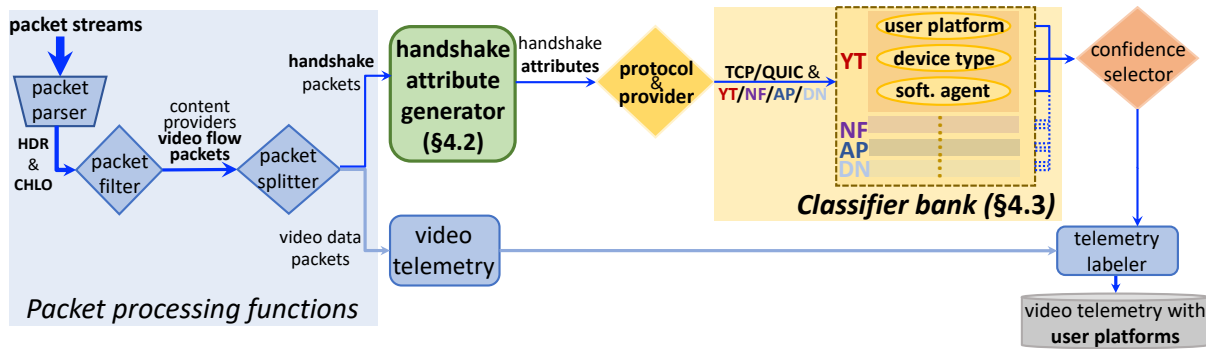 packet streams
packet
parser
HDR
&
CHLO
packet
filter
content
providers
video flow
packets
packet
splitter
handshake
packets
video data
packets
Packet processing functions
handshake
attribute
generator
(§4.2)
handshake
attributes
video
telemetry
protocol
&
provider
TCP/QUIC &
YT/NF/AP/DN
YT
user platform
device type
soft. agent
NF
AP
DN
Classifier bank (§4.3)
confidence
selector
telemetry
labeler
video telemetry with
user platforms